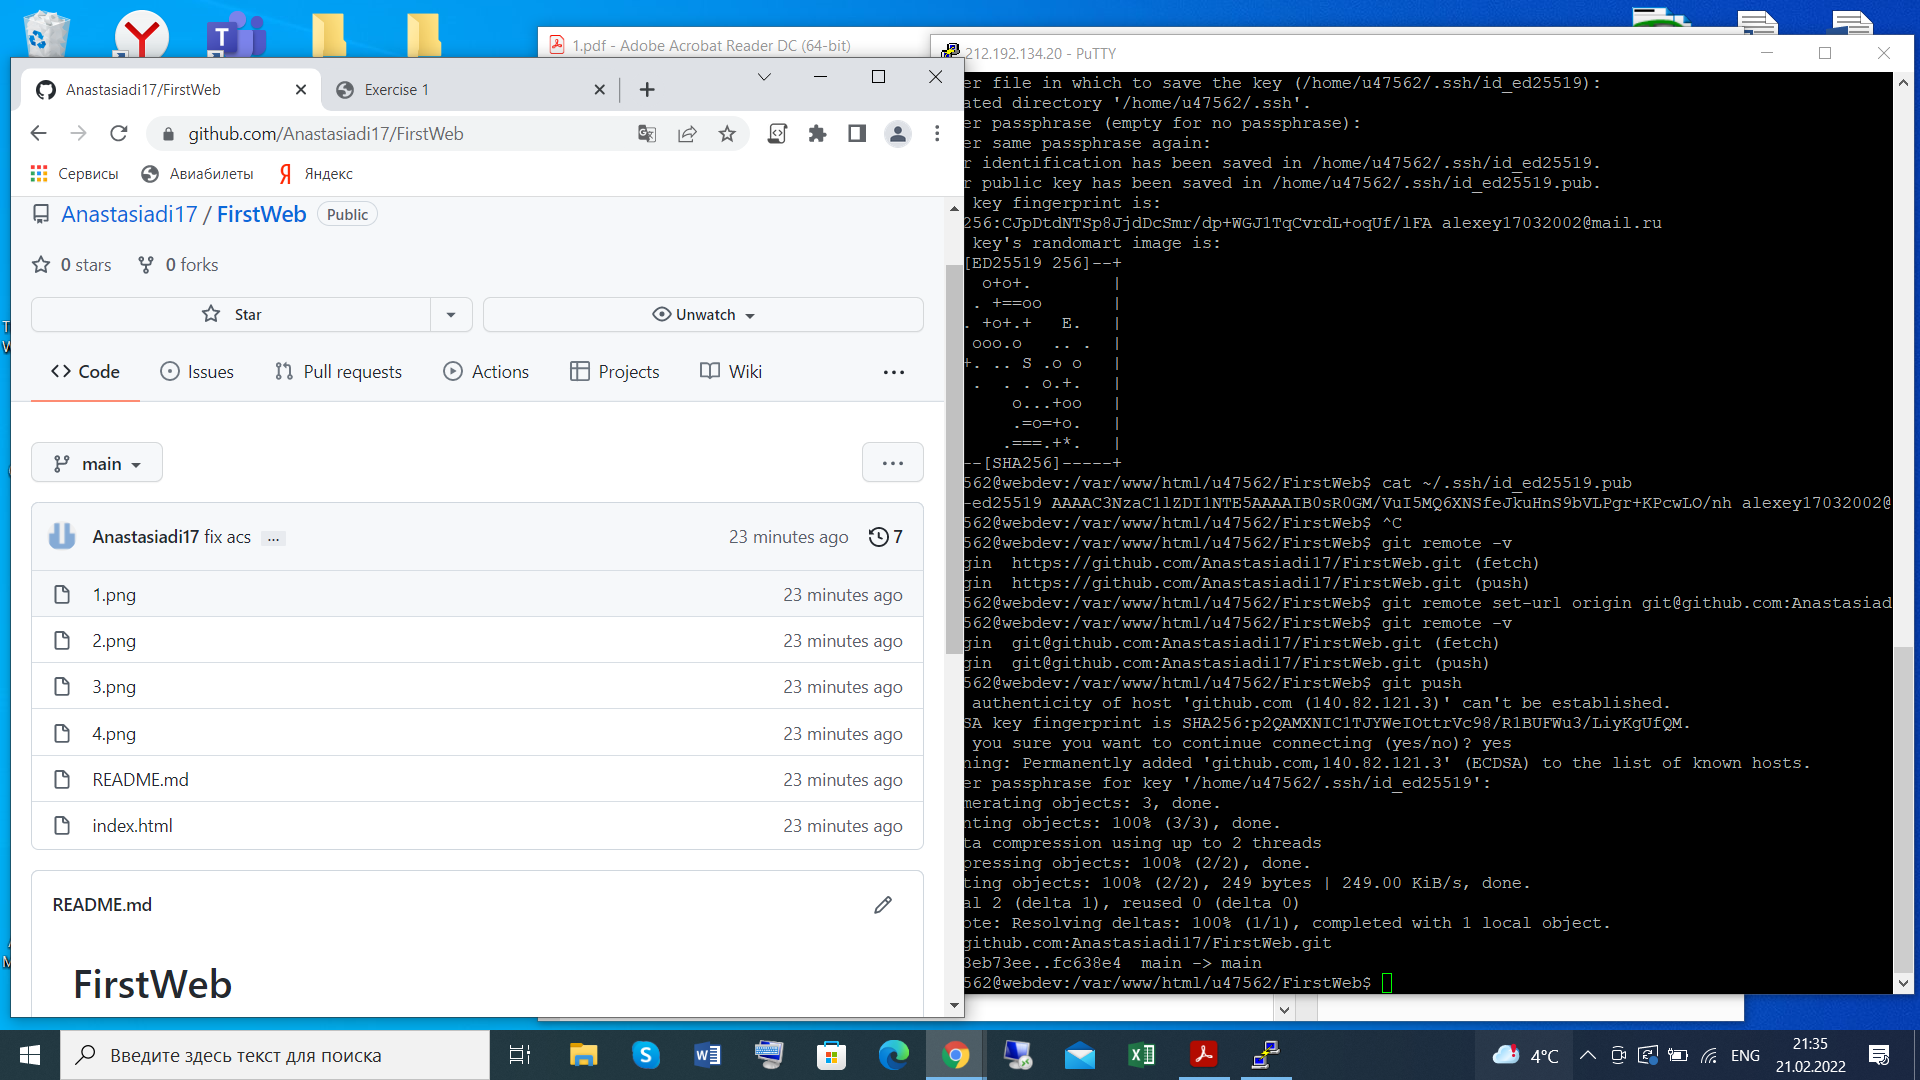 1.pdf - Adobe Acrobat Reader DC (64-bit)
212.192.134.20 - PuTTY
Anastasiadi17/FirstWeb
Exercise 1
github.com/Anastasiadi17/FirstWeb
Сервисы
Авиабилеты
Яндекс
Anastasiadi17 / FirstWeb Public
0 stars 0 forks
Star
Unwatch
Code Issues Pull requests Actions Projects Wiki ...
main
...
Anastasiadi17 fix acs ... 23 minutes ago 7
1.png 23 minutes ago
2.png 23 minutes ago
3.png 23 minutes ago
4.png 23 minutes ago
README.md 23 minutes ago
index.html 23 minutes ago
README.md
FirstWeb
er file in which to save the key (/home/u47562/.ssh/id_ed25519):
ated directory '/home/u47562/.ssh'.
er passphrase (empty for no passphrase):
er same passphrase again:
r identification has been saved in /home/u47562/.ssh/id_ed25519.
r public key has been saved in /home/u47562/.ssh/id_ed25519.pub.
key fingerprint is:
256:CJpDtdNTSp8JjdDcSmr/dp+WGJ1TqCvrdL+oqUf/lFA alexey17032002@mail.ru
key's randomart image is:
[ED25519 256]--+
o+o+. |
. +==oo |
. +o+.+ E. |
ooo.o .. . |
+. .. S .o o |
. . . o.+. |
o...+oo |
.=o=+o. |
.===.+*. |
--[SHA256]-----+
562@webdev:/var/www/html/u47562/FirstWeb$ cat ~/.ssh/id_ed25519.pub
-ed25519 AAAAC3NzaC1lZDI1NTE5AAAAIB0sR0GM/VuI5MQ6XNSfeJkuHnS9bVLPgr+KPcwLO/nh alexey17032002@
562@webdev:/var/www/html/u47562/FirstWeb$ ^C
562@webdev:/var/www/html/u47562/FirstWeb$ git remote -v
gin https://github.com/Anastasiadi17/FirstWeb.git (fetch)
gin https://github.com/Anastasiadi17/FirstWeb.git (push)
562@webdev:/var/www/html/u47562/FirstWeb$ git remote set-url origin git@github.com:Anastasiad
562@webdev:/var/www/html/u47562/FirstWeb$ git remote -v
gin git@github.com:Anastasiadi17/FirstWeb.git (fetch)
gin git@github.com:Anastasiadi17/FirstWeb.git (push)
562@webdev:/var/www/html/u47562/FirstWeb$ git push
authenticity of host 'github.com (140.82.121.3)' can't be established.
SA key fingerprint is SHA256:p2QAMXNIC1TJYWeIOttrVc98/R1BUFWu3/LiyKgUfQM.
you sure you want to continue connecting (yes/no)? yes
ning: Permanently added 'github.com,140.82.121.3' (ECDSA) to the list of known hosts.
er passphrase for key '/home/u47562/.ssh/id_ed25519':
merating objects: 3, done.
nting objects: 100% (3/3), done.
ta compression using up to 2 threads
pressing objects: 100% (2/2), done.
ting objects: 100% (2/2), 249 bytes | 249.00 KiB/s, done.
al 2 (delta 1), reused 0 (delta 0)
ote: Resolving deltas: 100% (1/1), completed with 1 local object.
github.com:Anastasiadi17/FirstWeb.git
3eb73ee..fc638e4 main -> main
562@webdev:/var/www/html/u47562/FirstWeb$
Введите здесь текст для поиска
4°C
ENG
21:35
21.02.2022